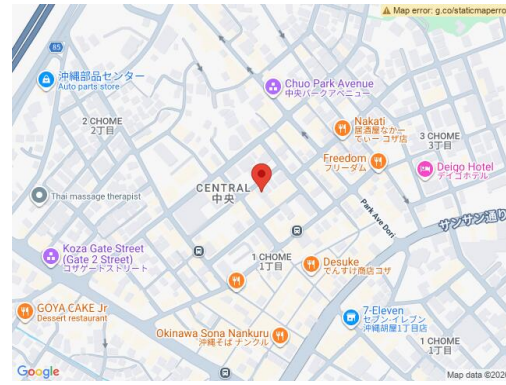 Map error: g.co/staticmaperro
85
沖縄部品センター
Auto parts store
Chuo Park Avenue
中央パークアベニュー
2 CHOME
2丁目
Nakati
居酒屋なかー
てぃー コザ店
3 CHOME
3丁目
Freedom
フリーダム
Deigo Hotel
デイゴホテル
CENTRAL
中央
Thai massage therapist
Park Ave Dori
サンサン通り
Koza Gate Street
(Gate 2 Street)
コザゲートストリート
1 CHOME
1丁目
Desuke
でんすけ商店コザ
GOYA CAKE Jr
Dessert restaurant
7-Eleven
セブン-イレブン
沖縄胡屋1丁目店
Okinawa Sona Nankuru
沖縄そば ナンクル
1 CHOME
1丁目
Google
Map data ©2026